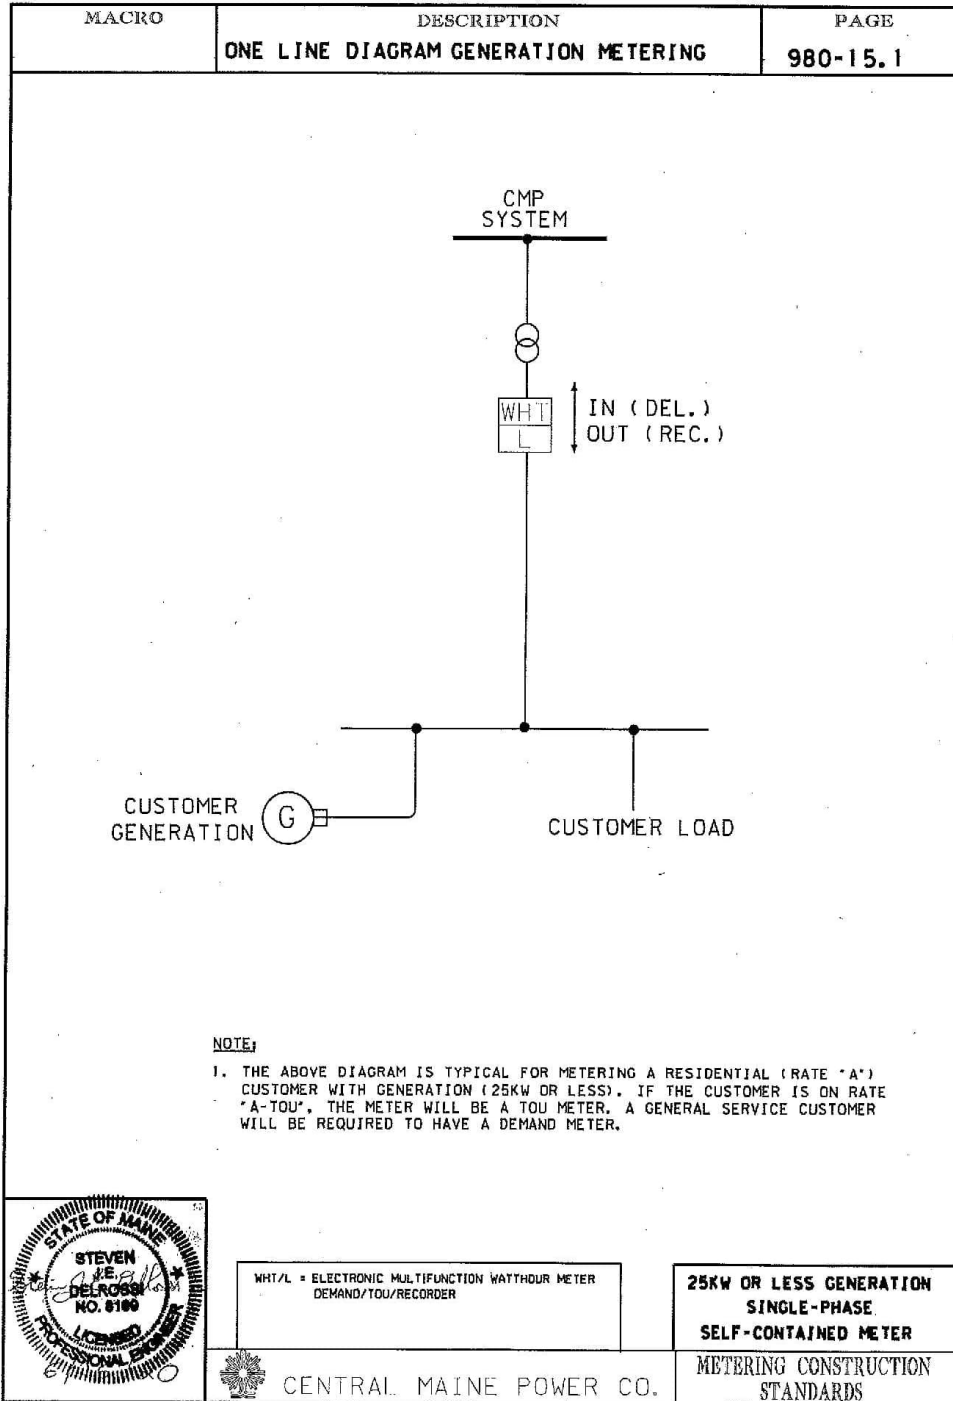 MACRO
DESCRIPTION
PAGE
ONE LINE DIAGRAM GENERATION METERING
980-15.1
CMP
SYSTEM
WHT
L
IN (DEL.)
OUT (REC.)
CUSTOMER
GENERATION
G
CUSTOMER LOAD
NOTE:
1. THE ABOVE DIAGRAM IS TYPICAL FOR METERING A RESIDENTIAL (RATE "A")
CUSTOMER WITH GENERATION (25KW OR LESS). IF THE CUSTOMER IS ON RATE
"A-TOU", THE METER WILL BE A TOU METER. A GENERAL SERVICE CUSTOMER
WILL BE REQUIRED TO HAVE A DEMAND METER.
STATE OF MAINE
STEVEN
J.E.
DELROSSI
NO. 8189
LICENSED
PROFESSIONAL ENGINEER
WHT/L = ELECTRONIC MULTIFUNCTION WATTHOUR METER
DEMAND/TOU/RECORDER
25KW OR LESS GENERATION
SINGLE-PHASE
SELF-CONTAINED METER
CENTRAL MAINE POWER CO.
METERING CONSTRUCTION
STANDARDS